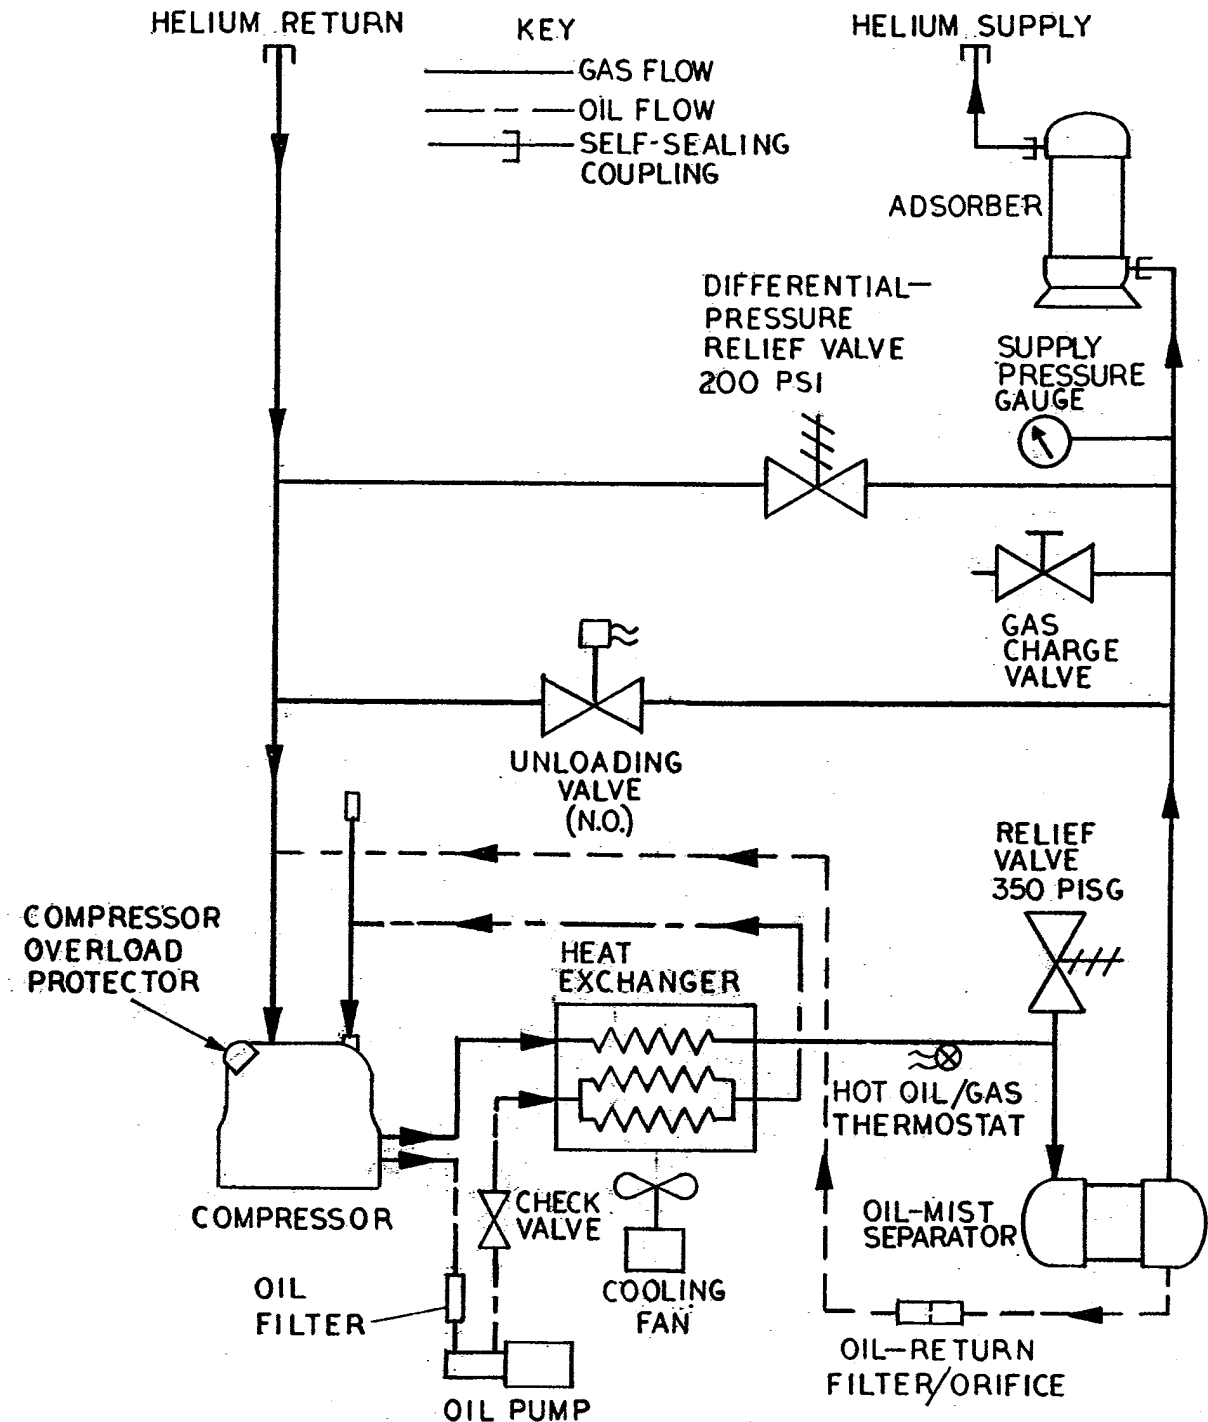 HELIUM RETURN
KEY
GAS FLOW
OIL FLOW
SELF-SEALING
COUPLING
HELIUM SUPPLY
ADSORBER
DIFFERENTIAL-
PRESSURE
RELIEF VALVE
200 PSI
SUPPLY
PRESSURE
GAUGE
GAS
CHARGE
VALVE
UNLOADING
VALVE
(N.O.)
RELIEF
VALVE
350 PISG
COMPRESSOR
OVERLOAD
PROTECTOR
HEAT
EXCHANGER
HOT OIL/GAS
THERMOSTAT
COMPRESSOR
CHECK
VALVE
OIL-MIST
SEPARATOR
OIL
FILTER
COOLING
FAN
OIL-RETURN
FILTER/ORIFICE
OIL PUMP